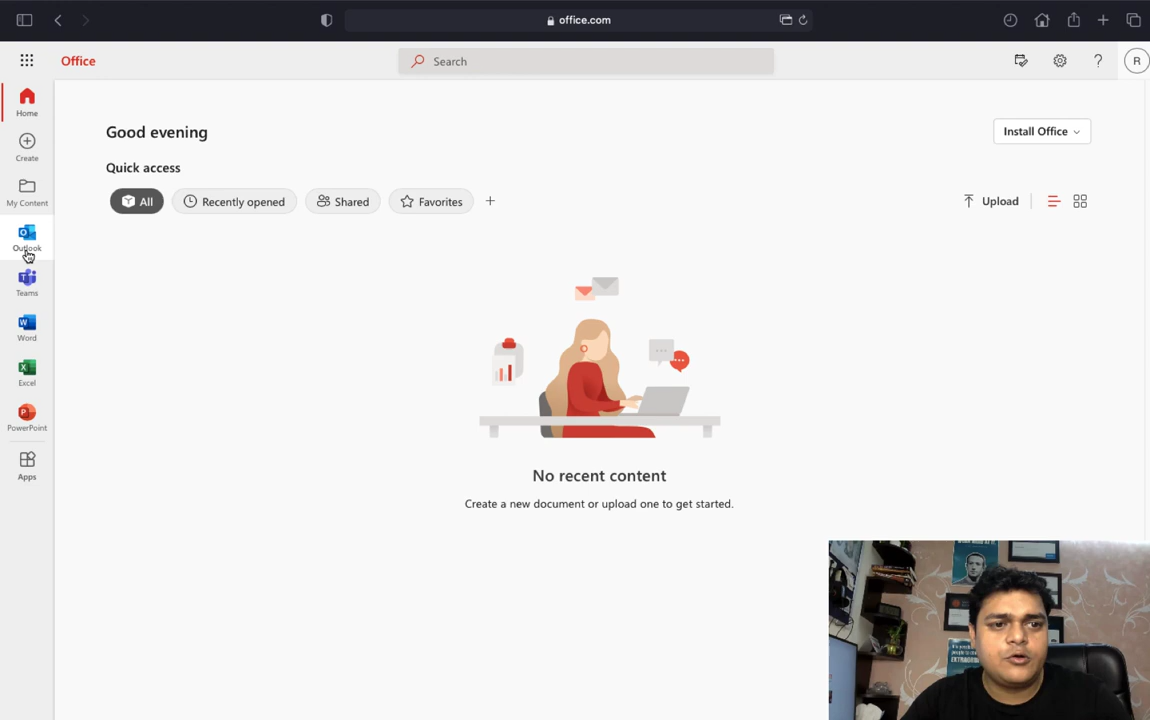 office.com
Office
Search
R
Home
Create
My Content
Outlook
Teams
Word
Excel
PowerPoint
Apps
Good evening
Install Office
Quick access
All
Recently opened
Shared
Favorites
Upload
No recent content
Create a new document or upload one to get started.
EXTRAORDINARY